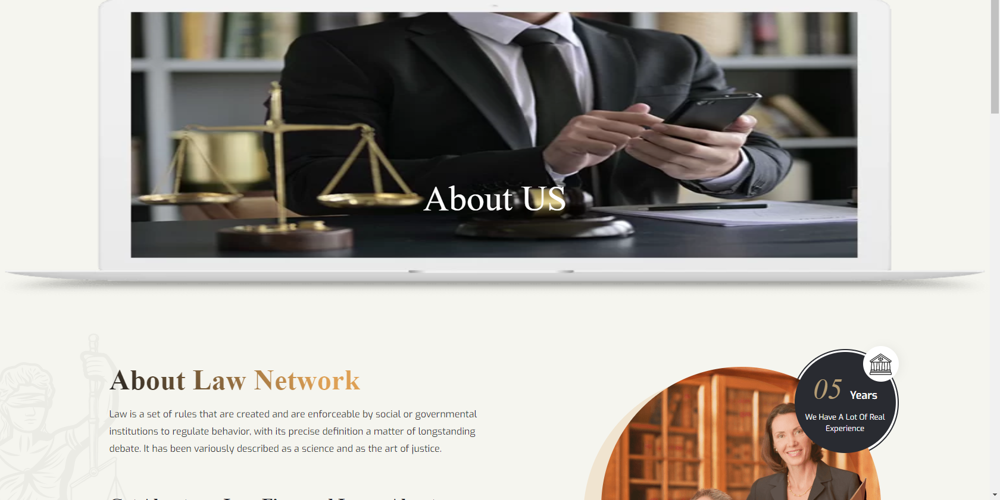 About US
About Law Network
Law is a set of rules that are created and are enforceable by social or governmental
institutions to regulate behavior, with its precise definition a matter of longstanding
debate. It has been variously described as a science and as the art of justice.
05 Years
We Have A Lot Of Real
Experience